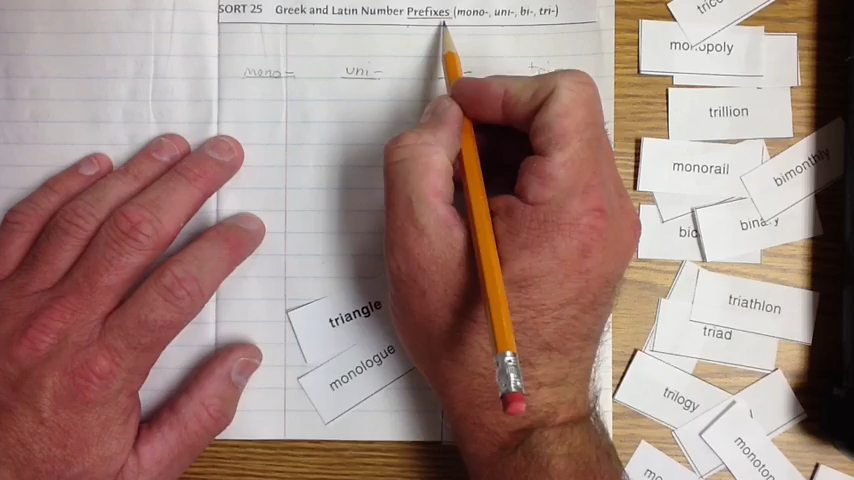 SORT 25 Greek and Latin Number Prefixes (mono-, uni-, bi-, tri-)
mono- uni-
monopoly
trillion
monorail
bimonthly
triathlon
triad
triangle
monologue
trilogy